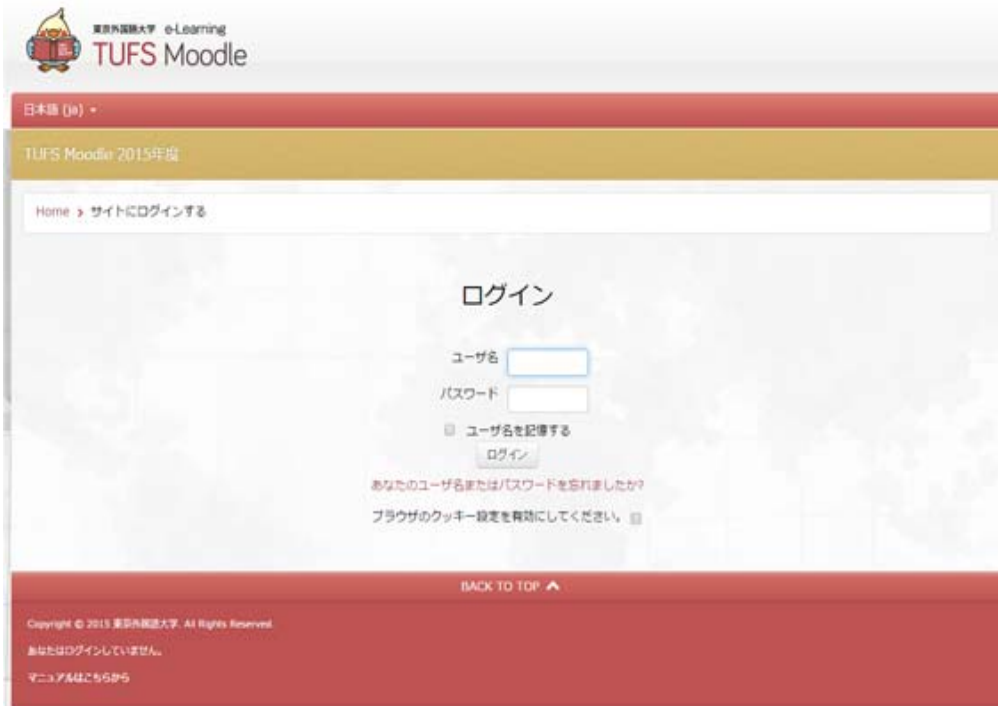 東京外国語大学 e-Learning
TUFS Moodle
日本語 (ja)
TUFS Moodle 2015年度
Home > サイトにログインする
ログイン
ユーザ名
パスワード
ユーザ名を記憶する
ログイン
あなたのユーザ名またはパスワードを忘れましたか?
ブラウザのクッキー設定を有効にしてください。
BACK TO TOP
Copyright © 2015 東京外国語大学. All Rights Reserved.
あなたはログインしていません。
マニュアルはこちらから